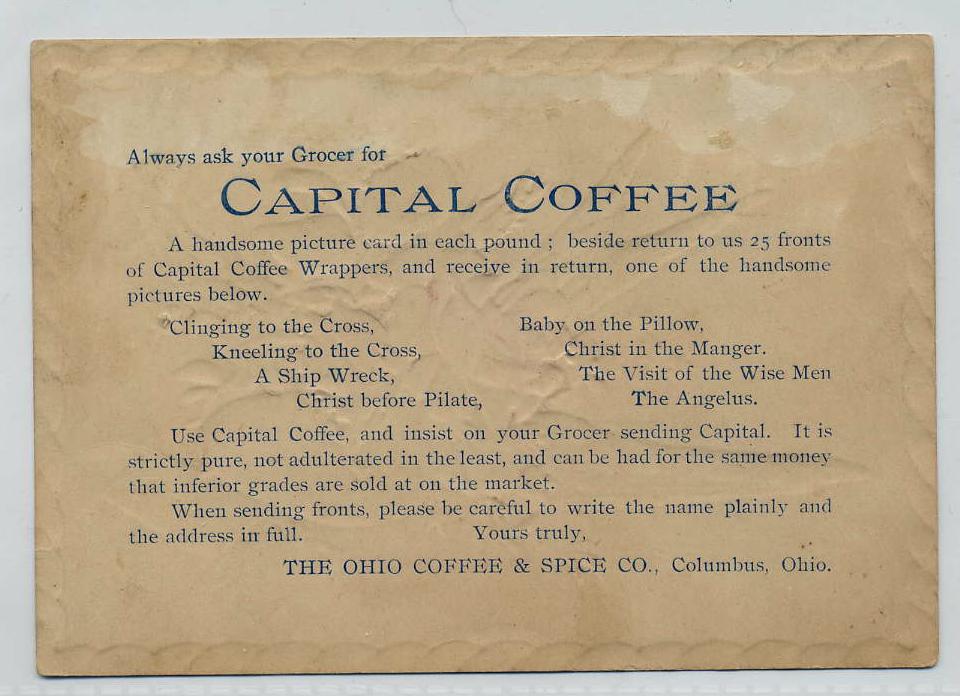 Always ask your Grocer for
CAPITAL COFFEE
A handsome picture card in each pound ; beside return to us 25 fronts
of Capital Coffee Wrappers, and receive in return, one of the handsome
pictures below.
Clinging to the Cross,
Kneeling to the Cross,
A Ship Wreck,
Christ before Pilate,
Baby on the Pillow,
Christ in the Manger.
The Visit of the Wise Men
The Angelus.
Use Capital Coffee, and insist on your Grocer sending Capital. It is
strictly pure, not adulterated in the least, and can be had for the same money
that inferior grades are sold at on the market.
When sending fronts, please be careful to write the name plainly and
the address in full. Yours truly,
THE OHIO COFFEE & SPICE CO., Columbus, Ohio.